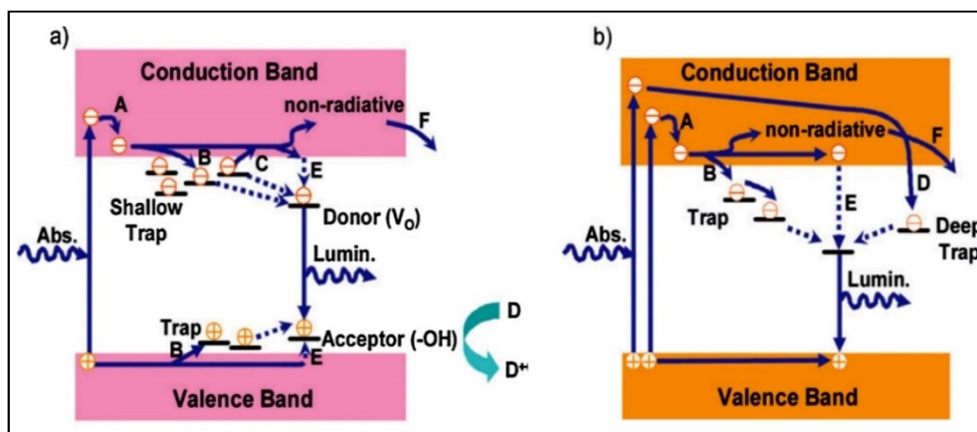 a)
Conduction Band
A
non-radiative
F
B
C
E
Shallow
Trap
Donor (VO)
Abs.
Lumin.
Trap
B
E
Acceptor (-OH)
D
D•+
Valence Band
b)
Conduction Band
A
non-radiative
F
B
D
Trap
E
Deep
Trap
Abs.
Lumin.
Valence Band